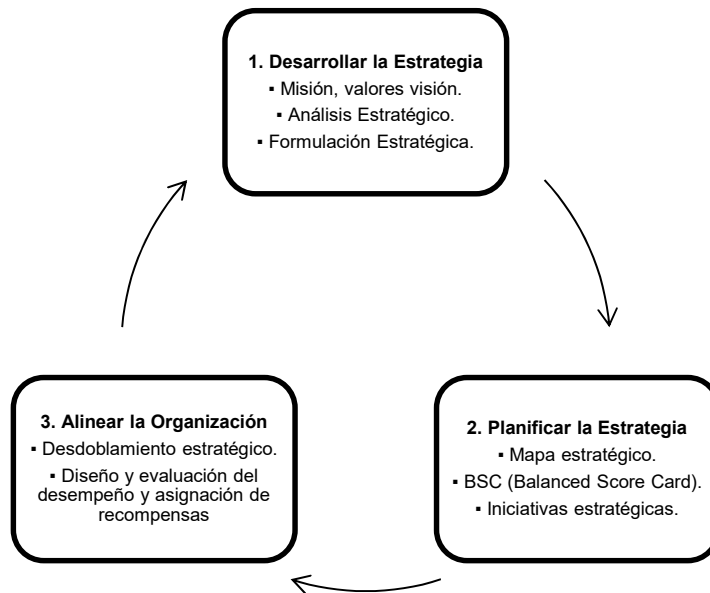 1. Desarrollar la Estrategia
▪ Misión, valores visión.
▪ Análisis Estratégico.
▪ Formulación Estratégica.
2. Planificar la Estrategia
▪ Mapa estratégico.
▪ BSC (Balanced Score Card).
▪ Iniciativas estratégicas.
3. Alinear la Organización
▪ Desdoblamiento estratégico.
▪ Diseño y evaluación del
desempeño y asignación de
recompensas